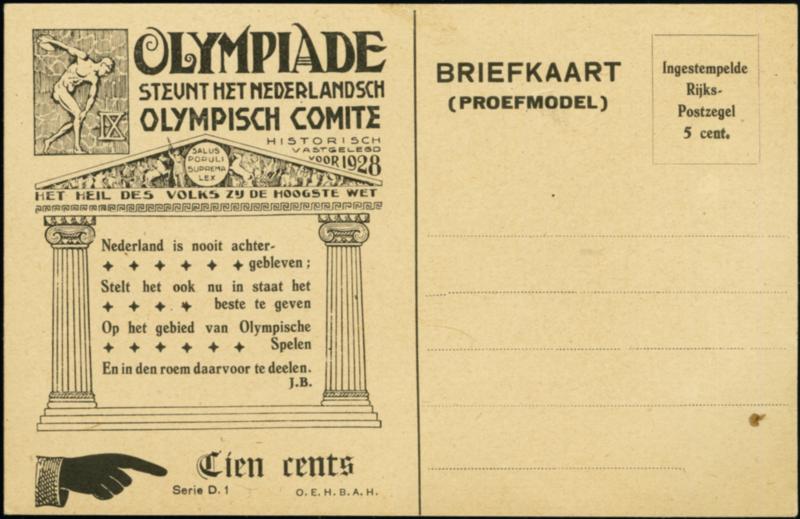 OLYMPIADE
STEUNT HET NEDERLANDSCH
OLYMPISCH COMITE
IX
HISTORISCH
VASTGELEGD
VOOR 1928
SALUS
POPULI
SUPREMA
LEX
HET HEIL DES VOLKS ZIJ DE HOOGSTE WET
Nederland is nooit achter-
gebleven;
Stelt het ook nu in staat het
beste te geven
Op het gebied van Olympische
Spelen
En in den roem daarvoor te deelen.
J.B.
Tien cents
Serie D. 1
O. E. H. B. A. H.
BRIEFKAART
(PROEFMODEL)
Ingestempelde
Rijks-
Postzegel
5 cent.